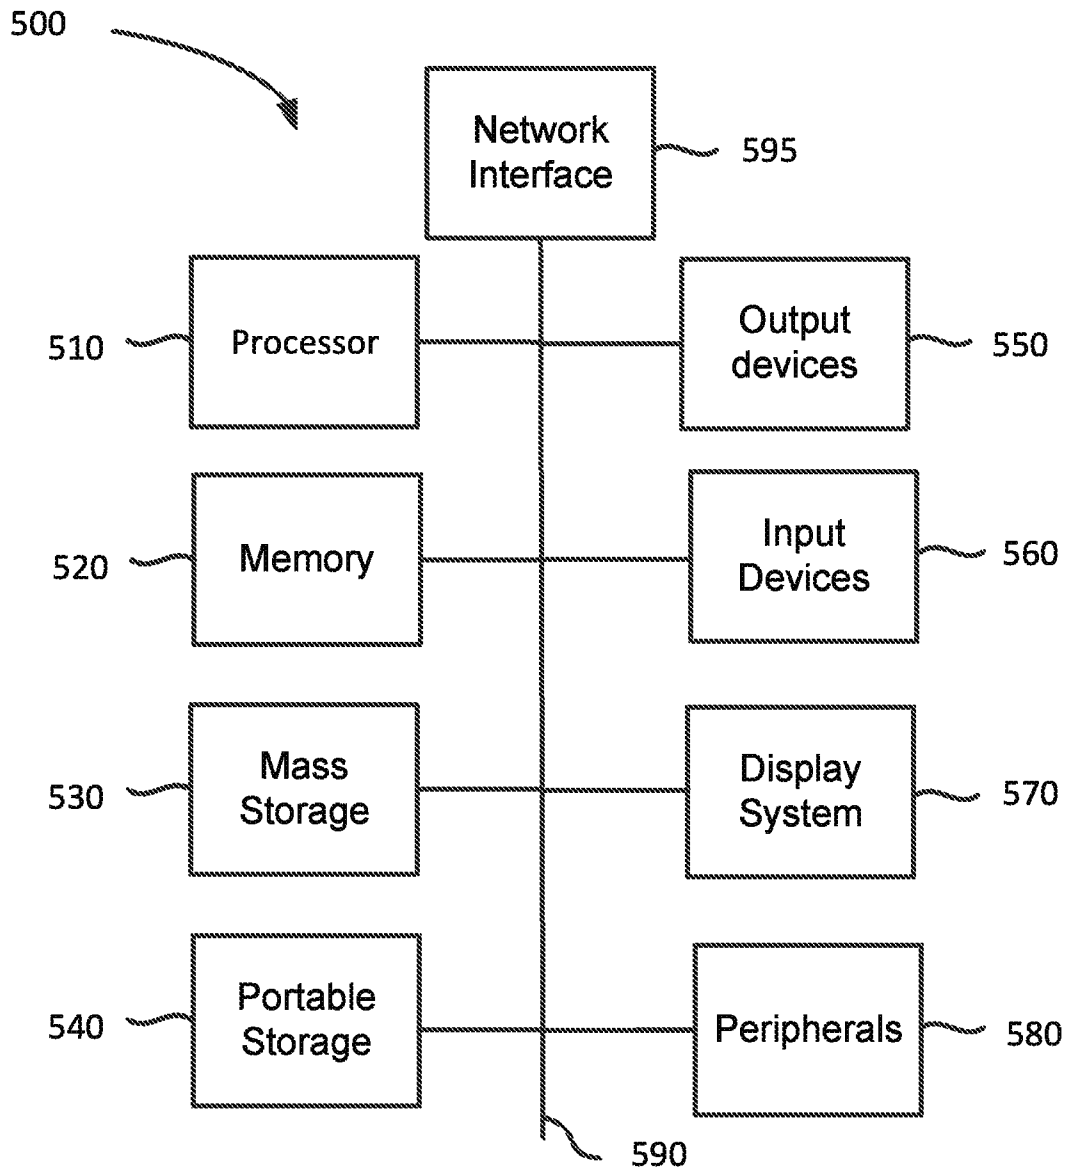 500
Network
Interface
595
510
Processor
Output
devices
550
520
Memory
Input
Devices
560
530
Mass
Storage
Display
System
570
540
Portable
Storage
Peripherals
580
590